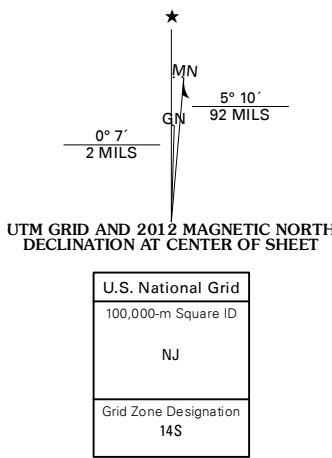 ★
MN
5° 10´
92 MILS
GN
0° 7´
2 MILS
UTM GRID AND 2012 MAGNETIC NORTH
DECLINATION AT CENTER OF SHEET
U.S. National Grid
100,000-m Square ID
NJ
Grid Zone Designation
14S